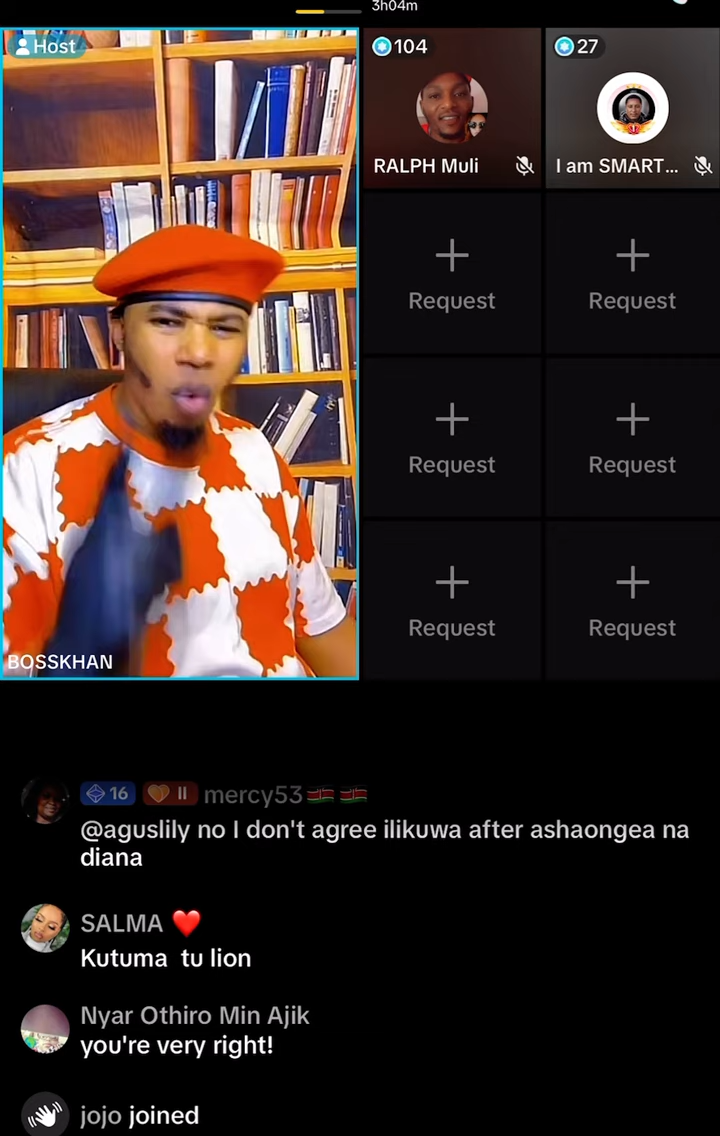 3h04m
Host
104
27
RALPH Muli
I am SMART...
Request
Request
Request
Request
Request
Request
BOSSKHAN
16 II mercy53🇰🇪 🇰🇪
@aguslily no I don't agree ilikuwa after ashaongea na
diana
SALMA ❤️
Kutuma tu lion
Nyar Othiro Min Ajik
you're very right!
jojo joined